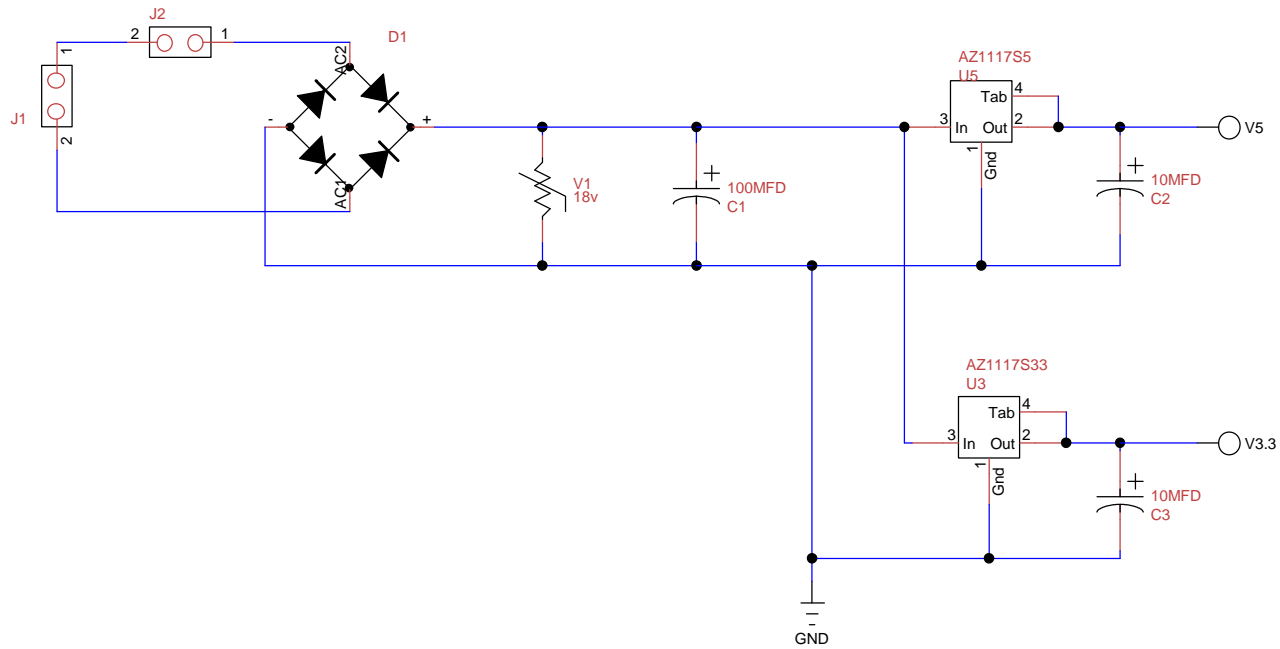 J2
2
1
D1
1
J1
2
AC2
-
+
AC1
V1
18v
+
100MFD
C1
AZ1117S5
U5
Tab
4
3
In
Out
2
1
Gnd
V5
+
10MFD
C2
AZ1117S33
U3
Tab
4
3
In
Out
2
1
Gnd
V3.3
+
10MFD
C3
GND